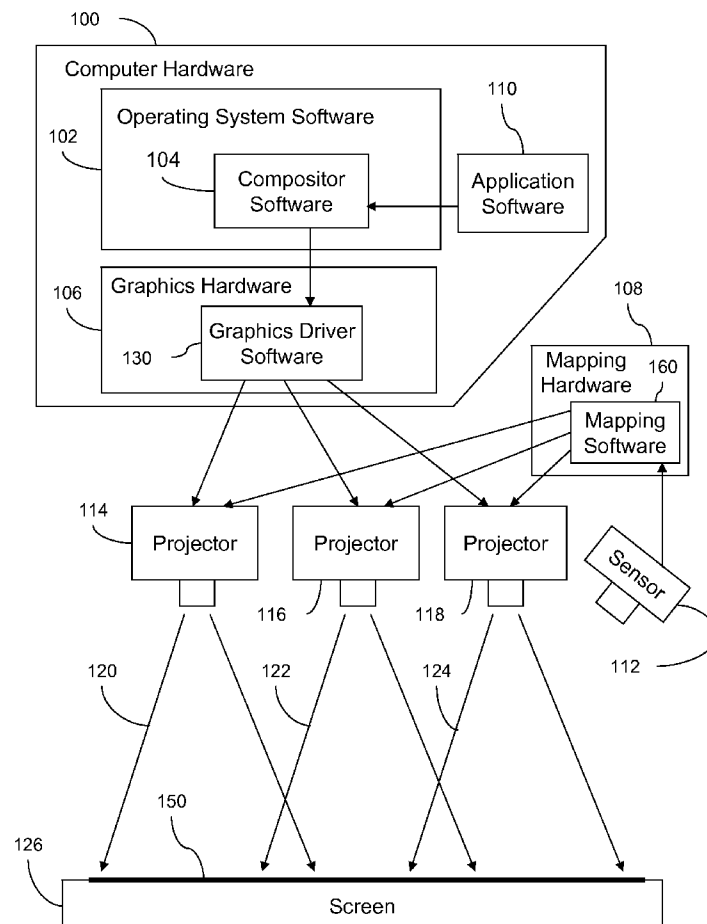 100
Computer Hardware
Operating System Software
110
102
104
Compositor
Software
Application
Software
Graphics Hardware
106
108
Graphics Driver
Software
130
Mapping
Hardware
160
Mapping
Software
114
Projector
Projector
Projector
Sensor
116
118
112
120
122
124
150
126
Screen